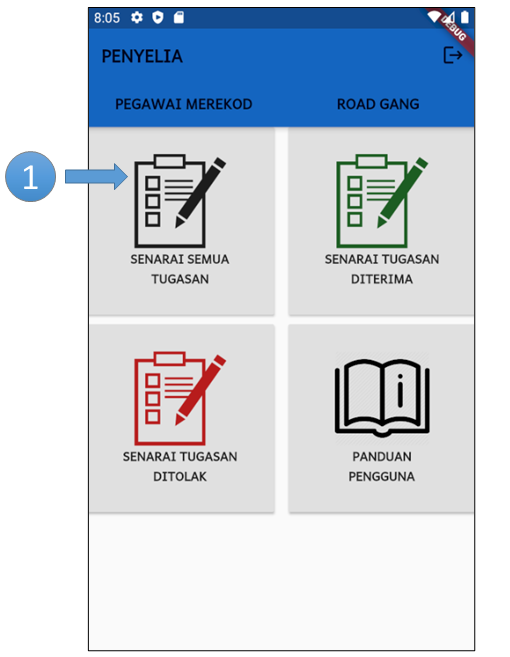 8:05
DEBUG
PENYELIA
PEGAWAI MEREKOD
ROAD GANG
1
SENARAI SEMUA
TUGASAN
SENARAI TUGASAN
DITERIMA
SENARAI TUGASAN
DITOLAK
PANDUAN
PENGGUNA